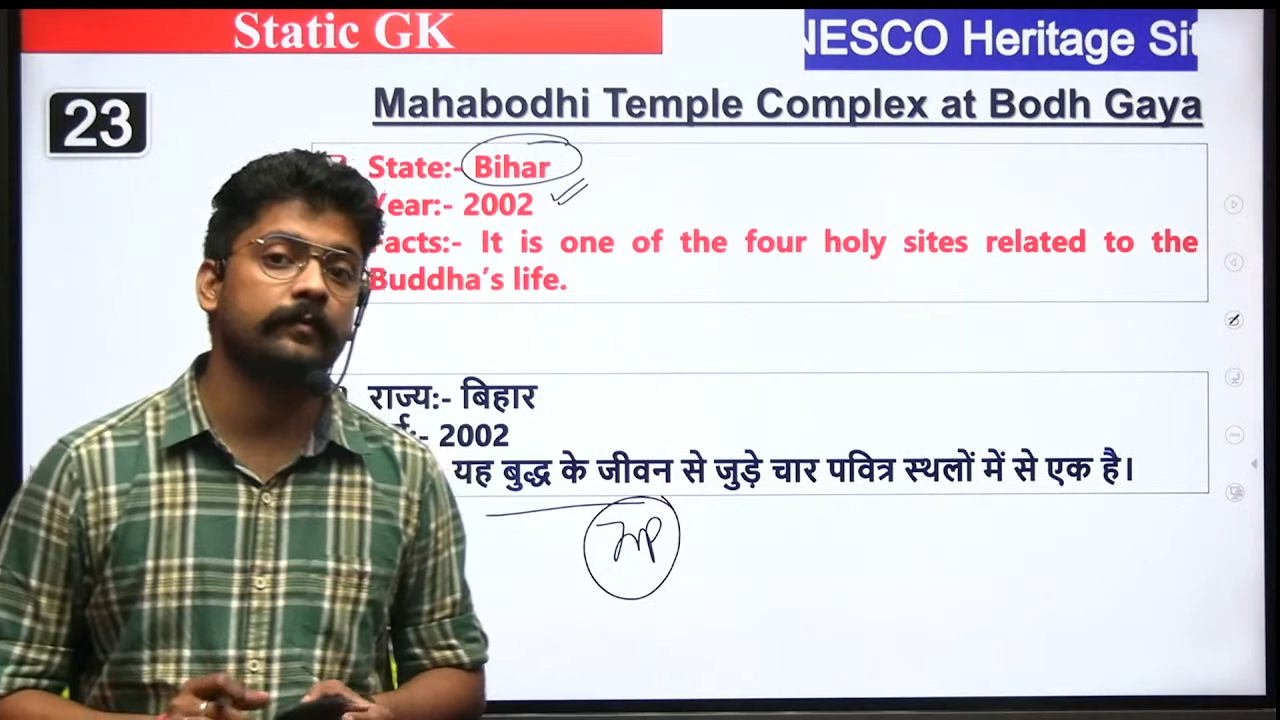 Static GK
NESCO Heritage Sit
23
Mahabodhi Temple Complex at Bodh Gaya
State:- Bihar
Year:- 2002
Facts:- It is one of the four holy sites related to the
Buddha's life.
राज्य:- बिहार
:- 2002
यह बुद्ध के जीवन से जुड़े चार पवित्र स्थलों में से एक है।